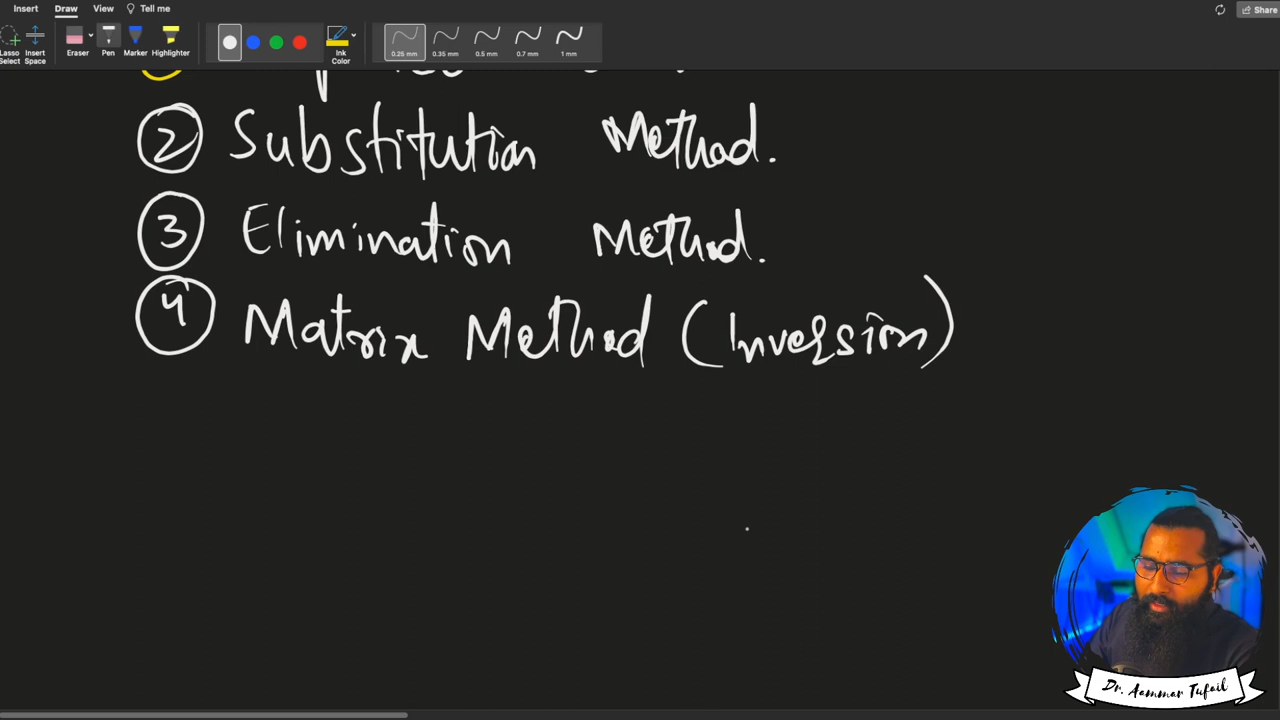 Insert Draw View Tell me Share
Lasso Select Insert Space Eraser Pen Marker Highlighter Ink Color 0.25 mm 0.35 mm 0.5 mm 0.7 mm 1 mm
2 Substitution Method.
3 Elimination Method.
4 Matrix Method (Inversion)
Dr. Aammar Tufail